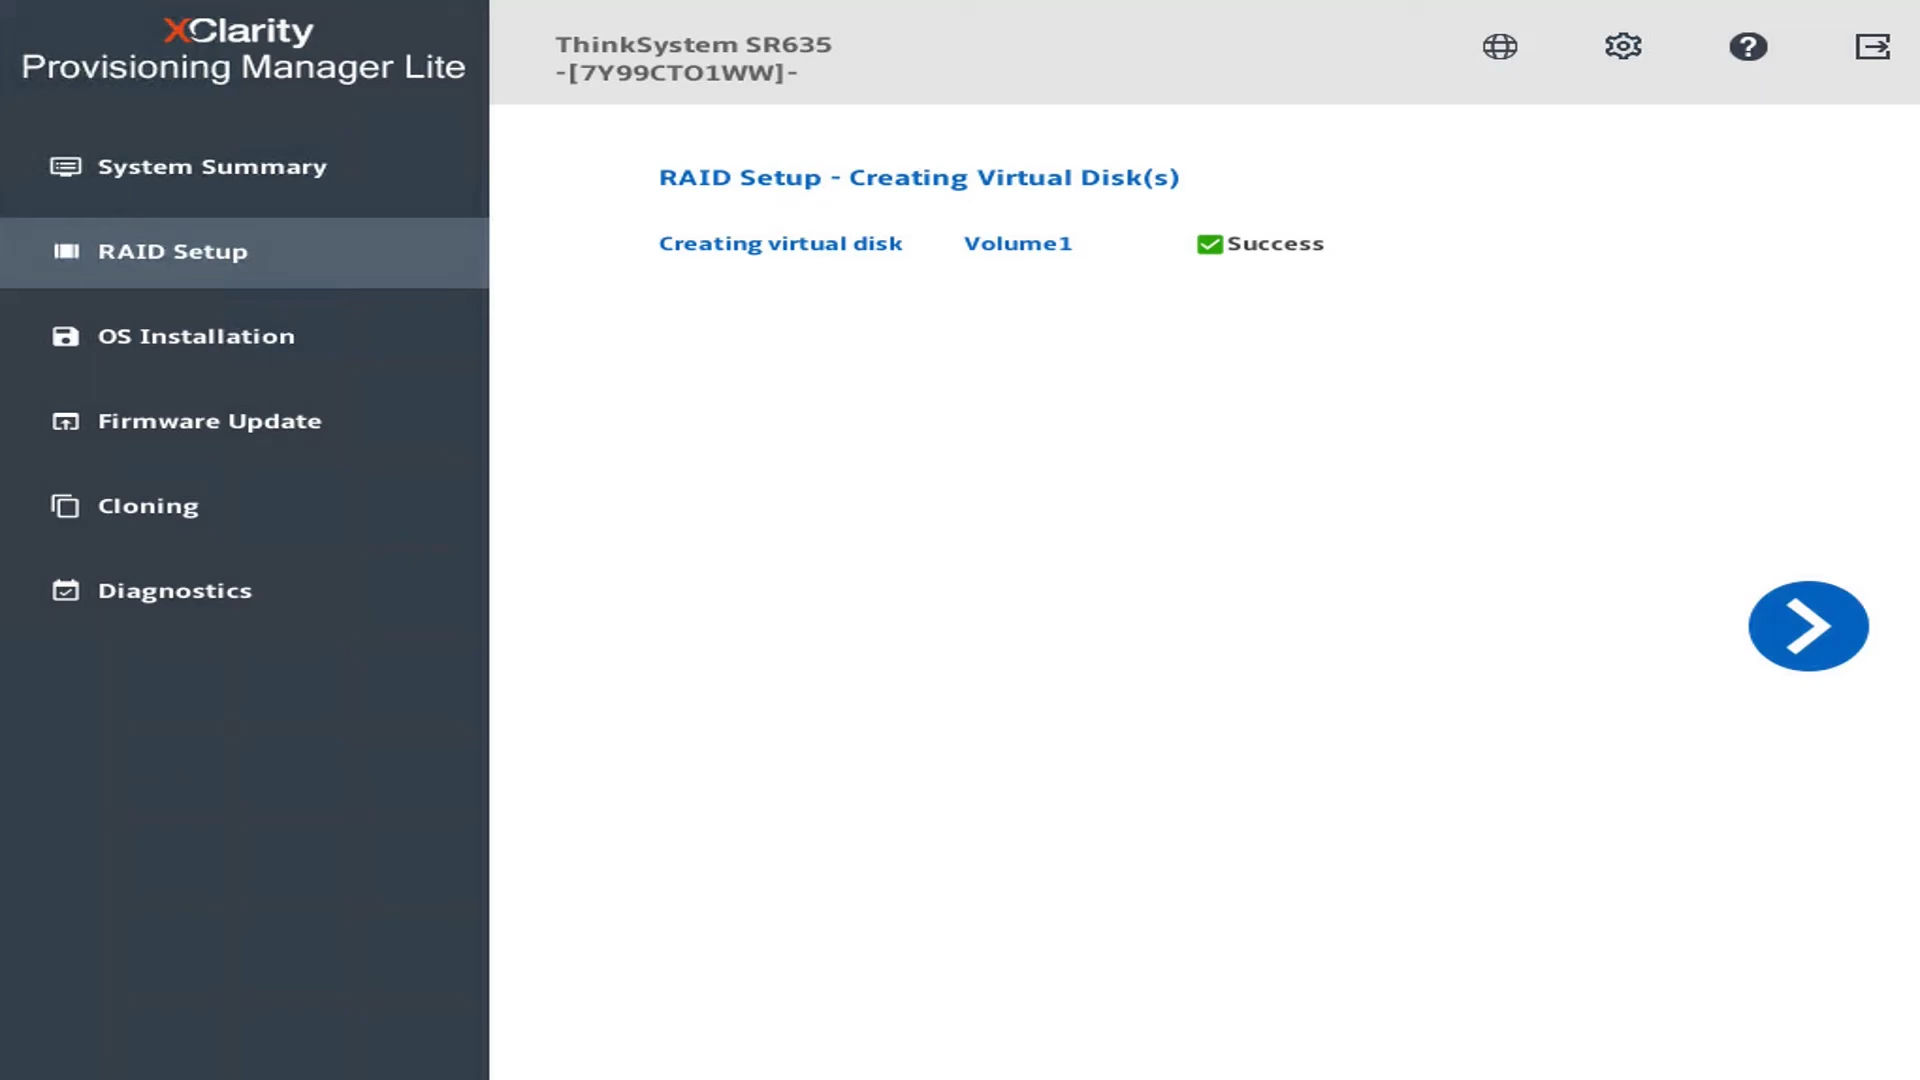 XClarity
Provisioning Manager Lite
ThinkSystem SR635
-[7Y99CTO1WW]-
System Summary
RAID Setup
OS Installation
Firmware Update
Cloning
Diagnostics
RAID Setup - Creating Virtual Disk(s)
Creating virtual disk Volume1 Success